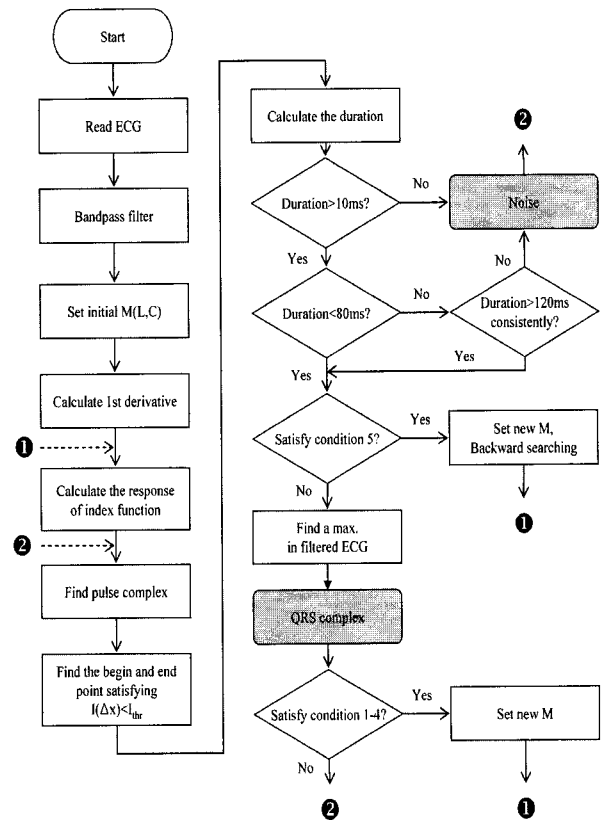 Start
Read ECG
Bandpass filter
Set initial M(L,C)
Calculate 1st derivative
❶
Calculate the response
of index function
❷
Find pulse complex
Find the begin and end
point satisfying
I(Δx)<I_thr
Calculate the duration
Duration>10ms?
No
Noise
❷
Yes
No
Duration<80ms?
No
Duration>120ms
consistently?
Yes
Yes
Satisfy condition 5?
Yes
Set new M,
Backward searching
❶
No
Find a max.
in filtered ECG
QRS complex
Satisfy condition 1-4?
Yes
Set new M
No
❷
❶